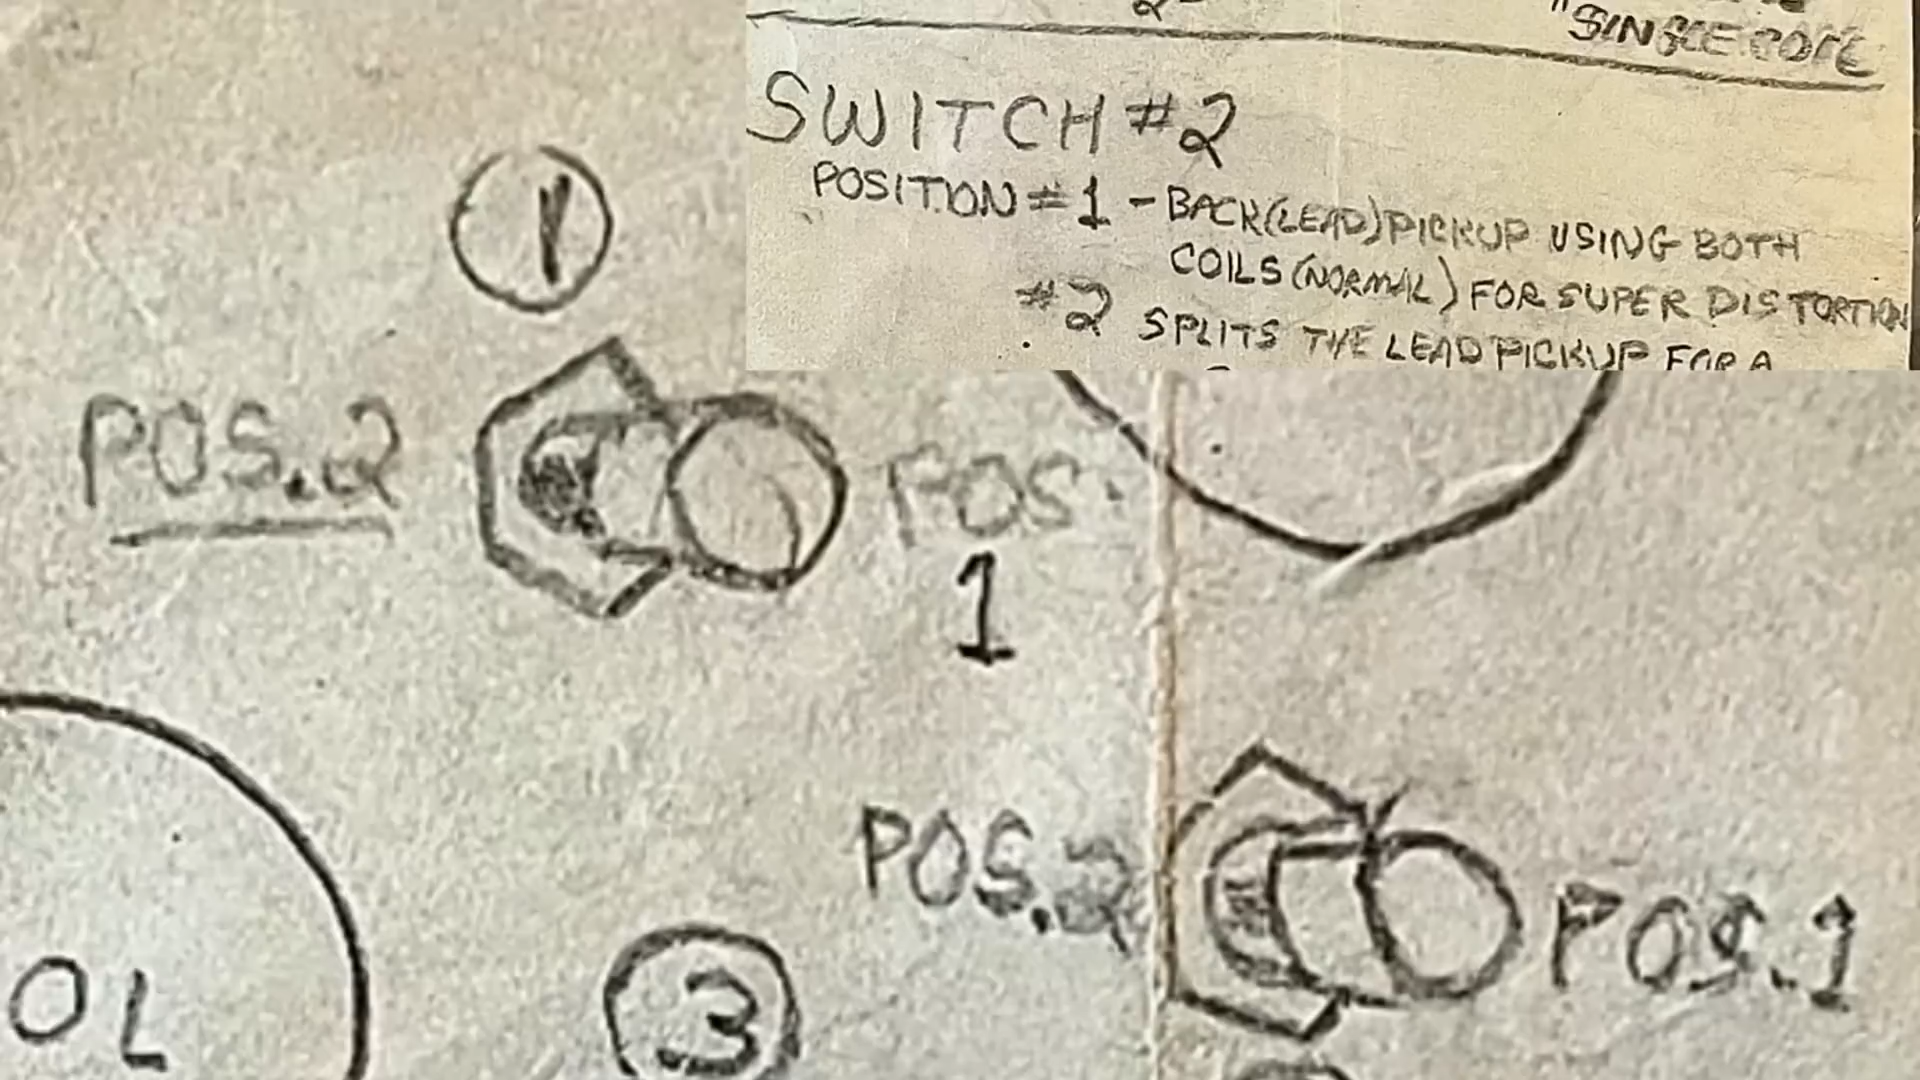 "SINGLE COIL
SWITCH #2
POSITION #1 - BACK (LEAD) PICKUP USING BOTH
COILS (NORMAL) FOR SUPER DISTORTION
#2 SPLITS THE LEAD PICKUP FOR A
1
POS.2
POS.
1
POS.2
POS.1
OL
3